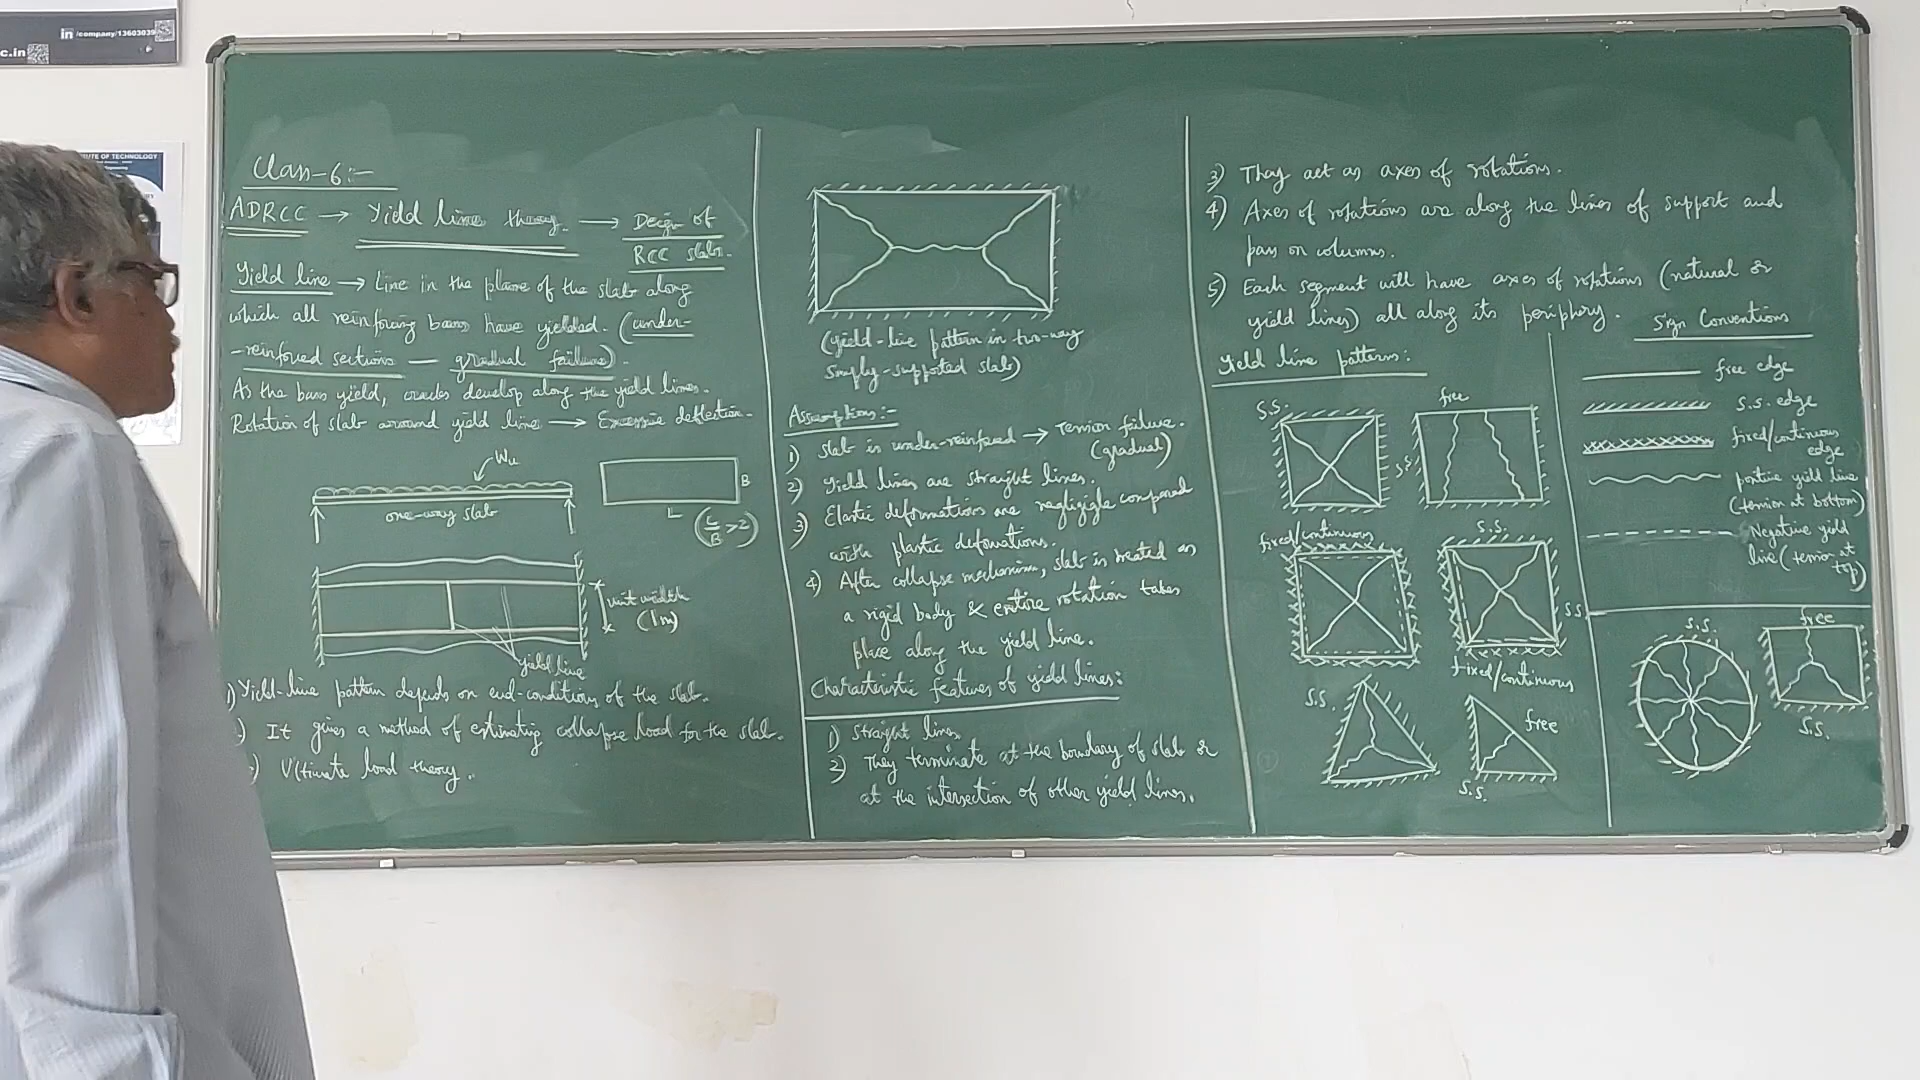 in /company/13603039
c.in
UTE OF TECHNOLOGY
Class-6:-
ADRCC → Yield line theory. → Design of
RCC slabs.
Yield line → Line in the plane of the slab along
which all reinforcing bars have yielded. (under-
-reinforced sections — gradual failure).
As the bars yield, cracks develop along the yield lines.
Rotation of slab around yield line → Excessive deflection.
Wu
one-way slab
B
L
(L/B > 2)
unit width
(1m)
yield line
1) Yield-line pattern depends on end-conditions of the slab.
) It gives a method of estimating collapse load for the slab.
) Ultimate load theory.
(yield-line pattern in two-way
simply-supported slab)
Assumptions:-
1) Slab is under-reinforced → Tension failure.
(gradual)
2) Yield lines are straight lines.
3) Elastic deformations are negligigle compared
with plastic deformations.
4) After collapse mechanism, slab is treated as
a rigid body & entire rotation takes
place along the yield line.
Characteristic features of yield lines:
1) Straight lines
2) They terminate at the boundary of slab or
at the intersection of other yield lines.
3) They act as axes of rotations.
4) Axes of rotations are along the lines of support and
pass on columns.
5) Each segment will have axes of rotations (natural or
yield lines) all along its periphery.
Yield line patterns:
S.S.
free
S.S.
fixed/continuous
S.S.
S.S.
fixed/continuous
S.S.
free
S.S.
Sign Conventions
free edge
S.S. edge
fixed/continuous
edge
positive yield line
(tension at bottom)
Negative yield
line (tension at
top)
S.S.
free
S.S.